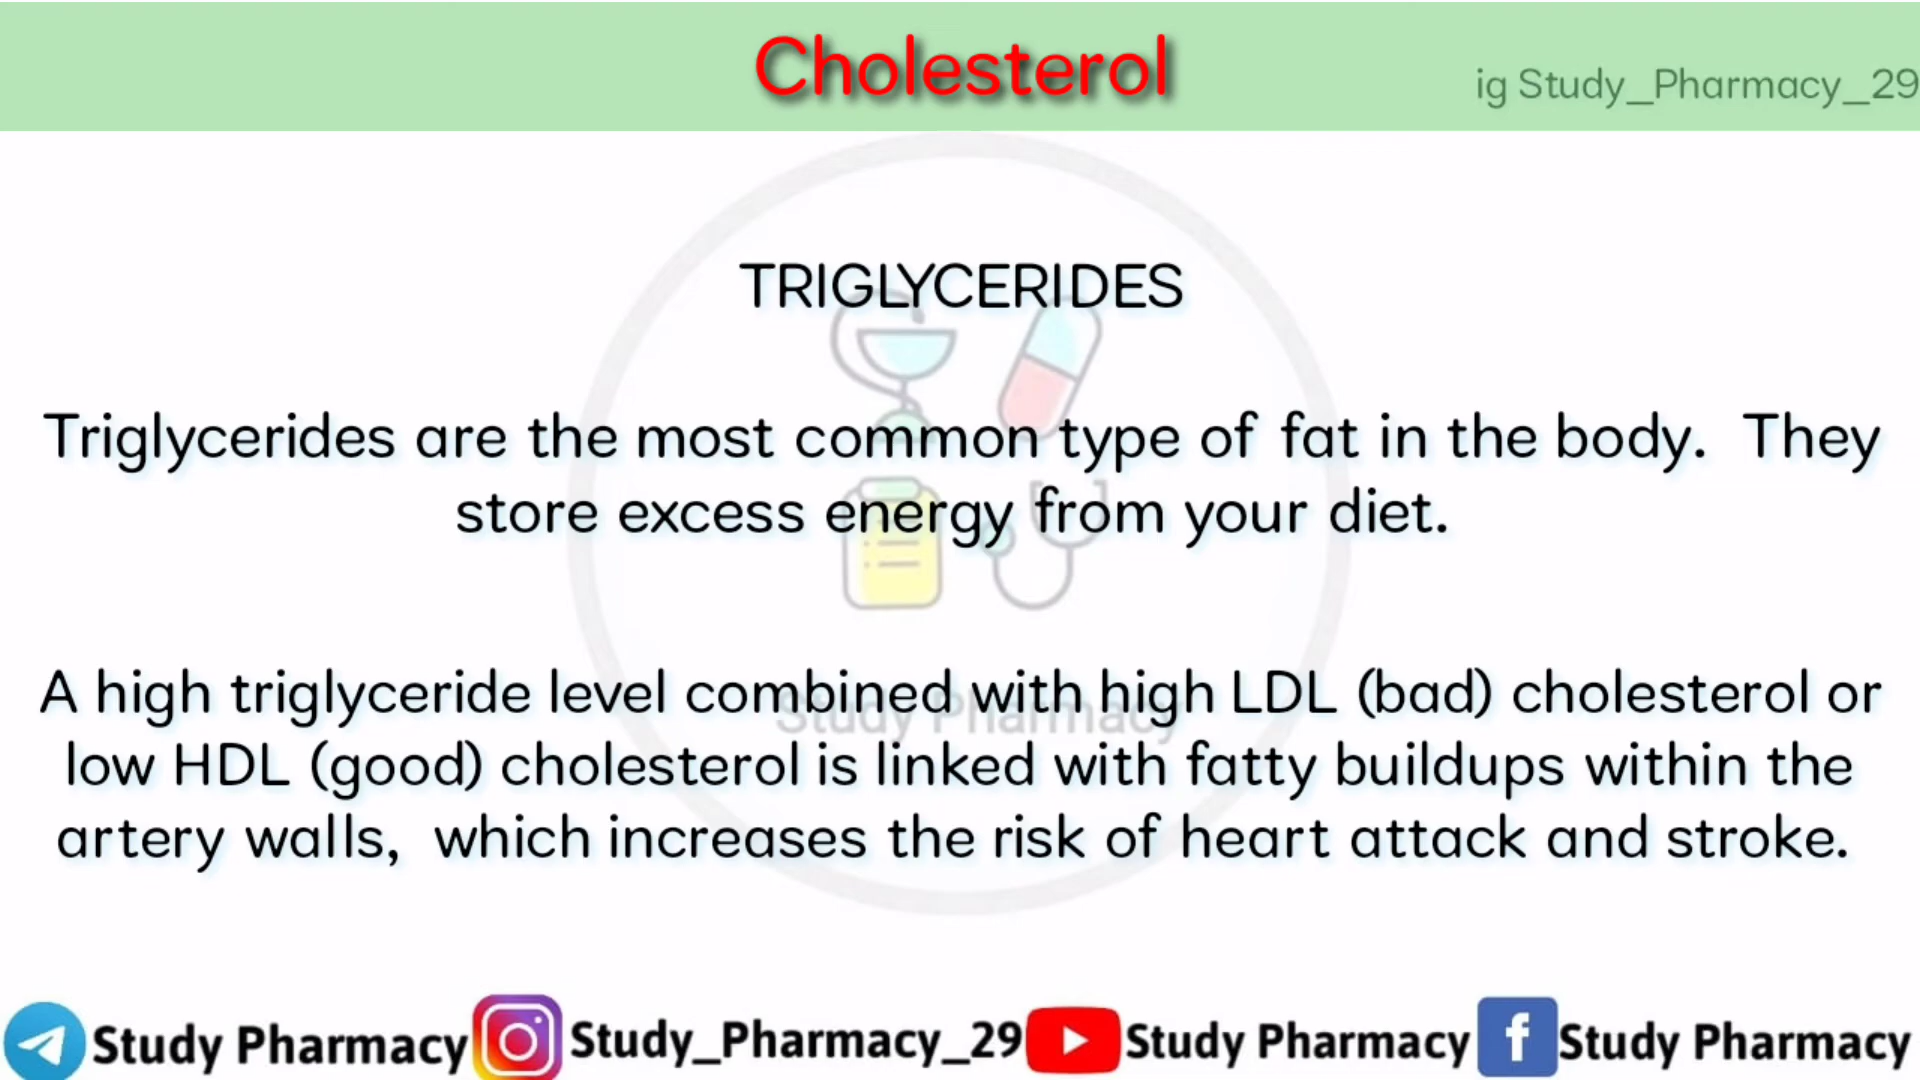 Cholesterol
ig Study_Pharmacy_29
TRIGLYCERIDES
Triglycerides are the most common type of fat in the body. They
store excess energy from your diet.
A high triglyceride level combined with high LDL (bad) cholesterol or
Study Pharmacy
low HDL (good) cholesterol is linked with fatty buildups within the
artery walls, which increases the risk of heart attack and stroke.
Study Pharmacy
Study_Pharmacy_29
Study Pharmacy
Study Pharmacy